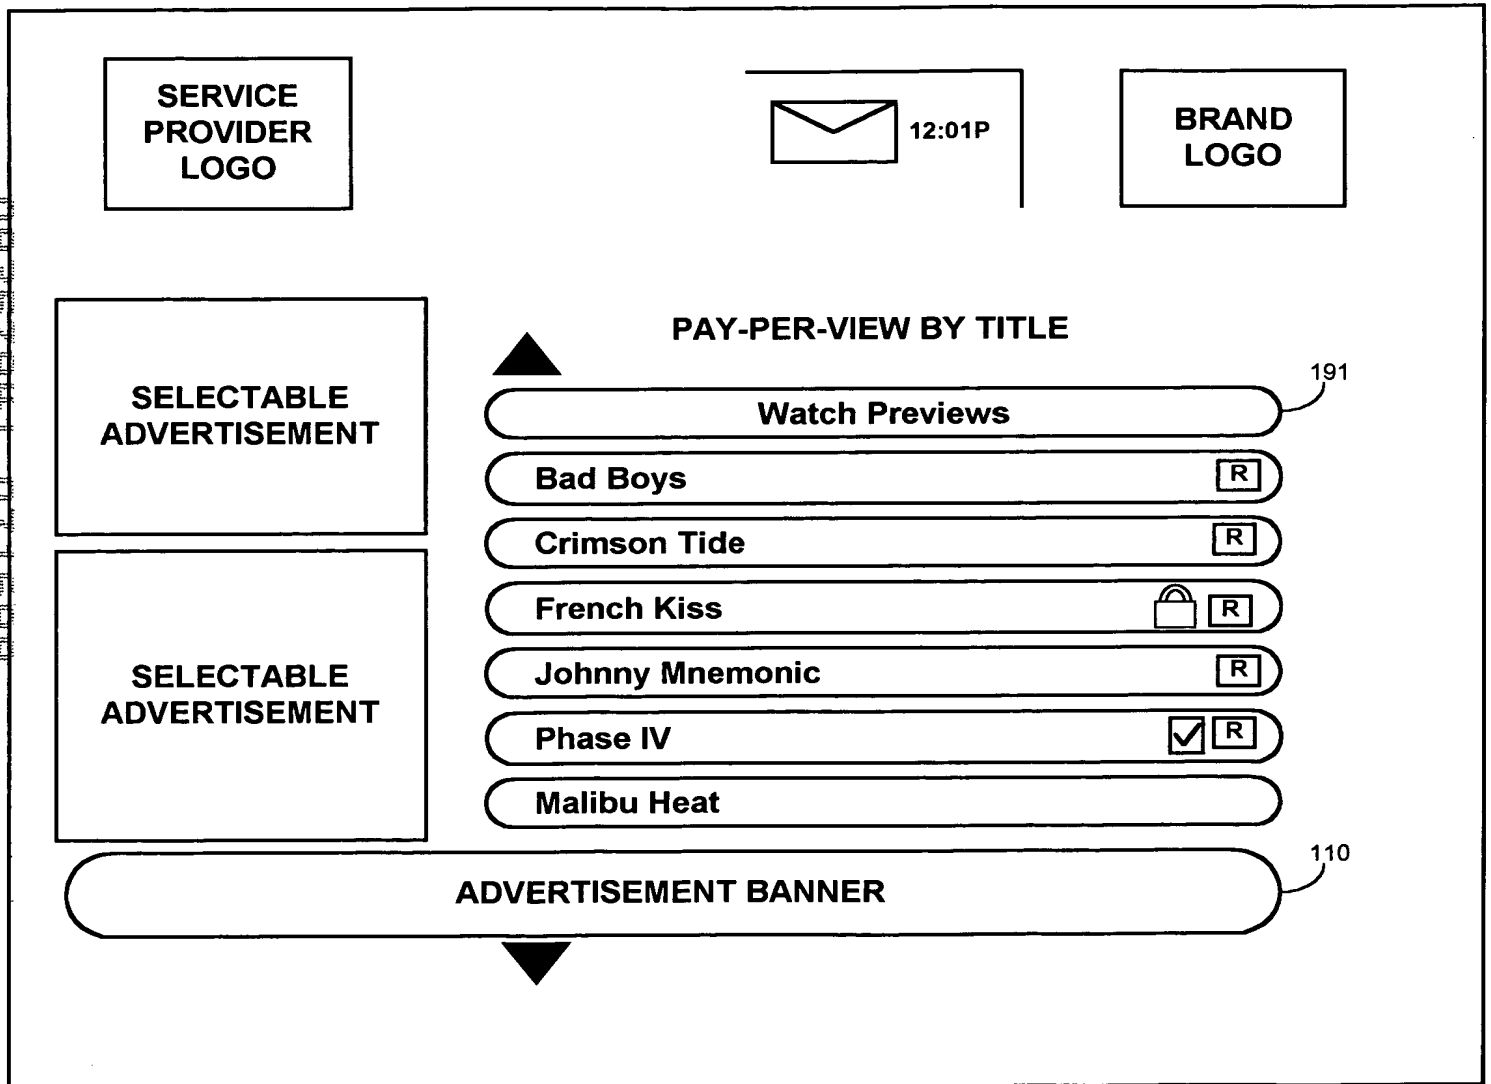 SERVICE
PROVIDER
LOGO
12:01P
BRAND
LOGO
SELECTABLE
ADVERTISEMENT
SELECTABLE
ADVERTISEMENT
PAY-PER-VIEW BY TITLE
191
Watch Previews
Bad Boys R
Crimson Tide R
French Kiss R
Johnny Mnemonic R
Phase IV R
Malibu Heat
110
ADVERTISEMENT BANNER